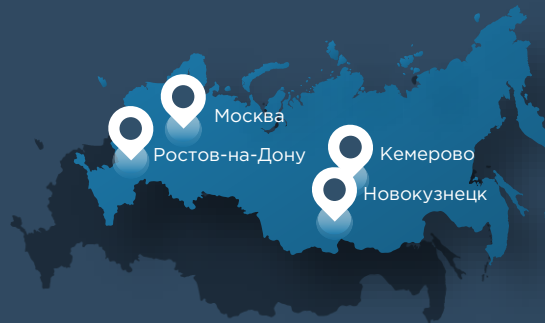 Москва
Ростов-на-Дону
Кемерово
Новокузнецк